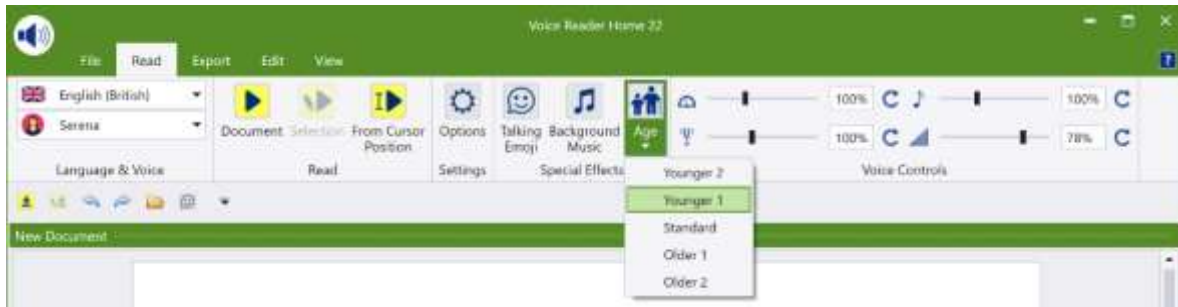 Voice Reader Home 22
File Read Export Edit View
English (British)
Serena
Document Selection From Cursor Position
Options
Talking Emoji Background Music
Age
100% 100%
100% 78%
Language & Voice Read Settings Special Effects Voice Controls
Younger 2
Younger 1
Standard
Older 1
Older 2
New Document